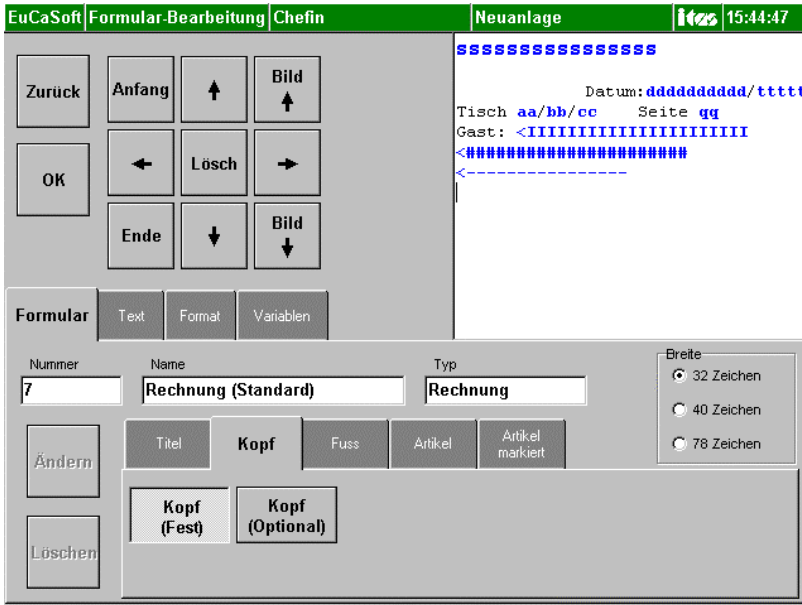 EuCaSoft Formular-Bearbeitung Chefin Neuanlage itos 15:44:47
Zurück
Anfang
Bild
OK
Lösch
Ende
Bild
ssssssssssssssss
Datum:dddddddddd/ttttt
Tisch aa/bb/cc Seite qq
Gast: <IIIIIIIIIIIIIIIIIIIIII
<######################
<----------------
Formular Text Format Variablen
Nummer Name Typ
7 Rechnung (Standard) Rechnung
Breite
32 Zeichen
40 Zeichen
78 Zeichen
Ändern
Löschen
Titel Kopf Fuss Artikel Artikel markiert
Kopf
(Fest)
Kopf
(Optional)